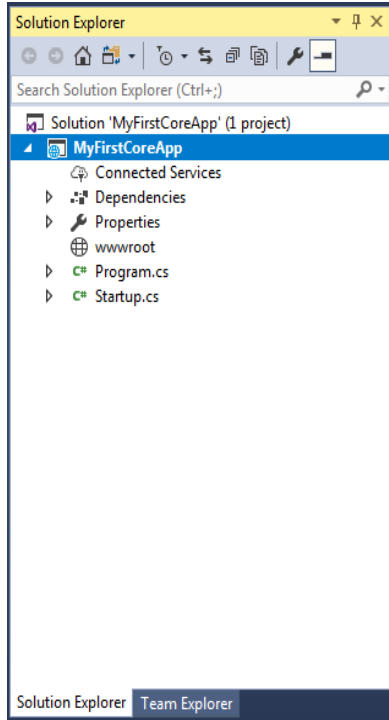 Solution Explorer
Search Solution Explorer (Ctrl+;)
Solution 'MyFirstCoreApp' (1 project)
MyFirstCoreApp
Connected Services
Dependencies
Properties
wwwroot
C# Program.cs
C# Startup.cs
Solution Explorer Team Explorer